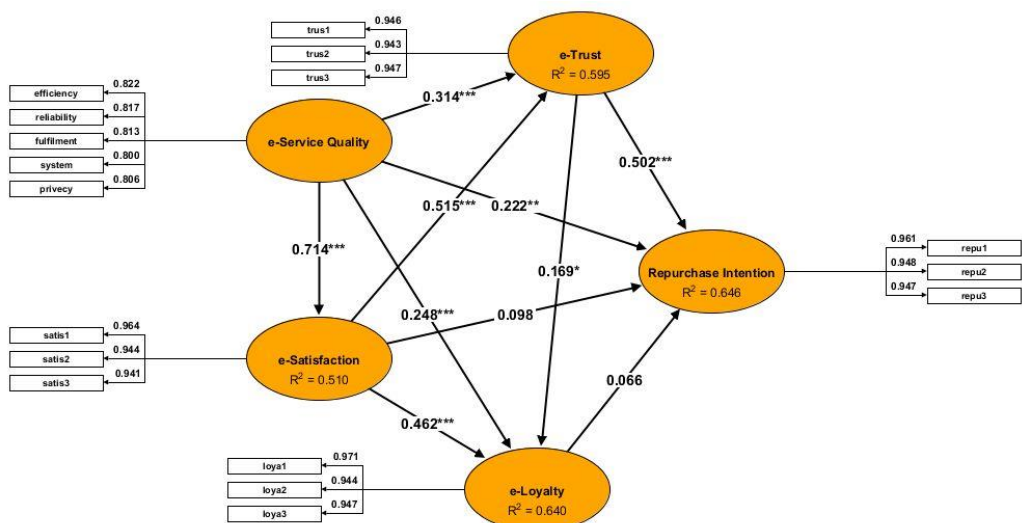 0.946
trus1
0.943
trus2
0.947
trus3
e-Trust
R² = 0.595
0.822
efficiency
0.817
reliability
0.813
fulfilment
0.800
system
0.806
privecy
e-Service Quality
0.314***
0.502***
0.515***
0.222**
0.714***
0.169*
Repurchase Intention
R² = 0.646
0.961
repu1
0.948
repu2
0.947
repu3
0.248***
0.098
0.964
satis1
0.944
satis2
0.941
satis3
e-Satisfaction
R² = 0.510
0.066
0.462***
0.971
loya1
0.944
loya2
0.947
loya3
e-Loyalty
R² = 0.640